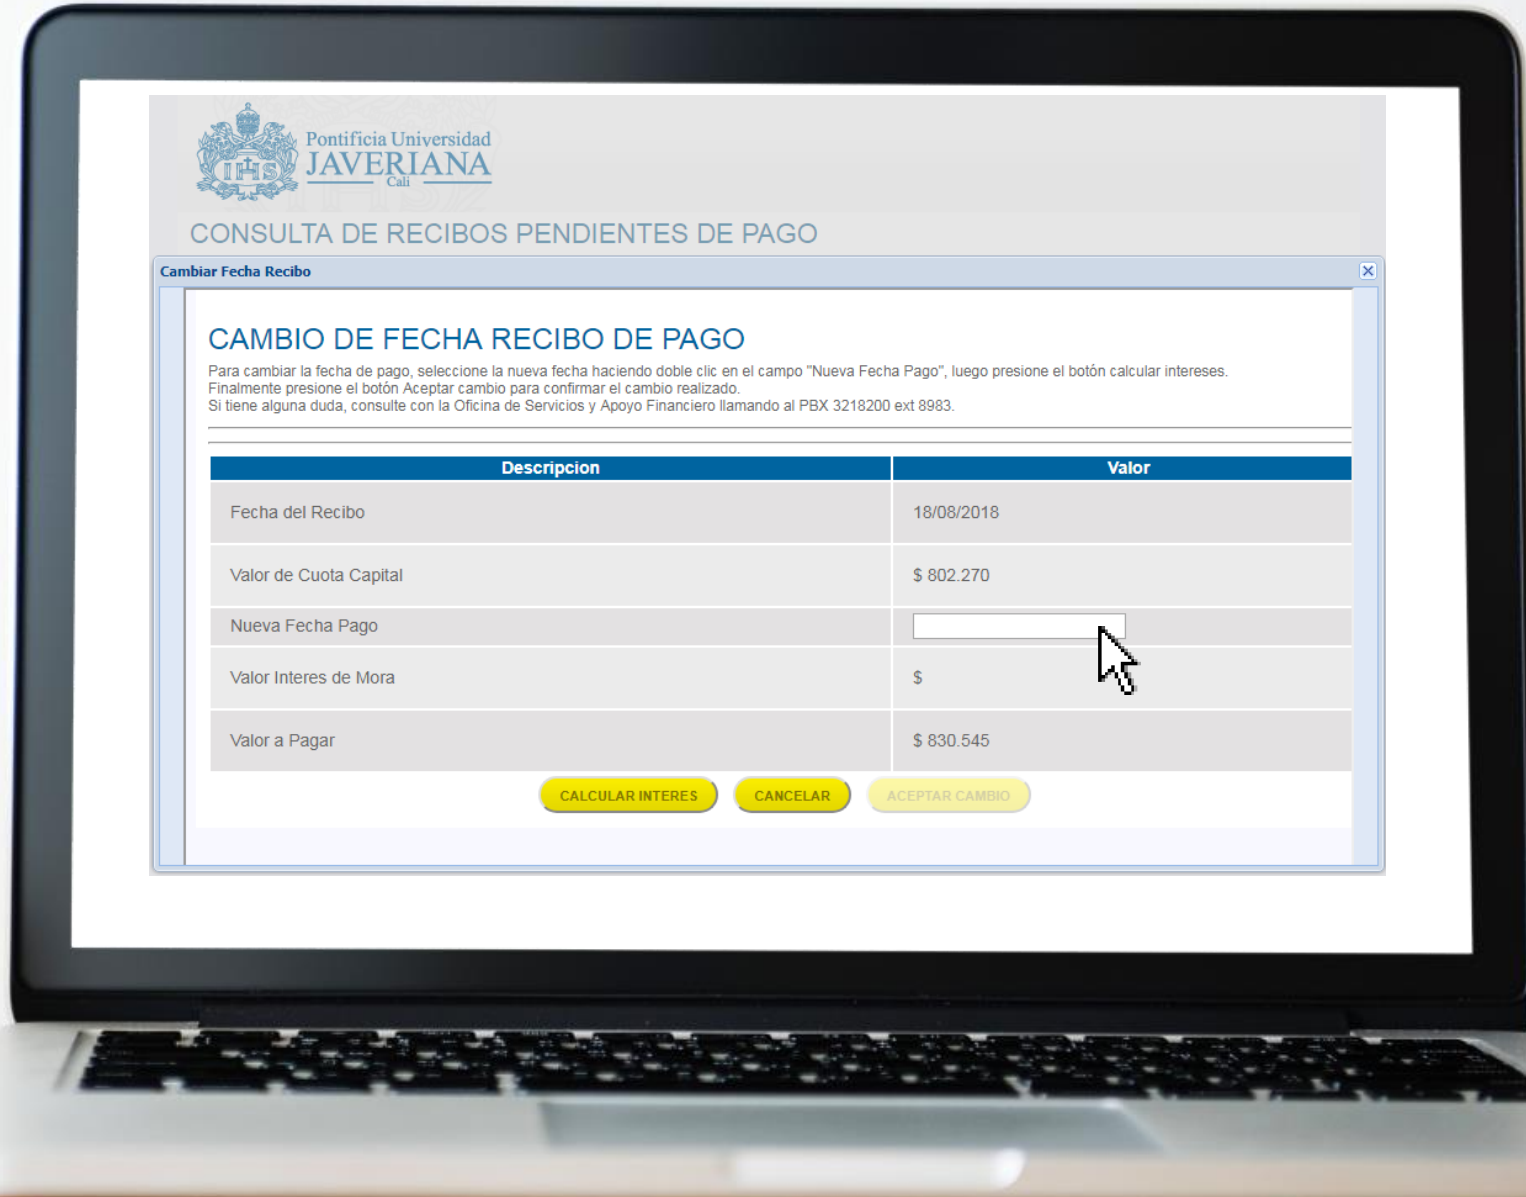 Pontificia Universidad
JAVERIANA
Cali
CONSULTA DE RECIBOS PENDIENTES DE PAGO
Cambiar Fecha Recibo
CAMBIO DE FECHA RECIBO DE PAGO
Para cambiar la fecha de pago, seleccione la nueva fecha haciendo doble clic en el campo "Nueva Fecha Pago", luego presione el botón calcular intereses.
Finalmente presione el botón Aceptar cambio para confirmar el cambio realizado.
Si tiene alguna duda, consulte con la Oficina de Servicios y Apoyo Financiero llamando al PBX 3218200 ext 8983.
Descripcion Valor
Fecha del Recibo 18/08/2018
Valor de Cuota Capital $ 802.270
Nueva Fecha Pago
Valor Interes de Mora $
Valor a Pagar $ 830.545
CALCULAR INTERES CANCELAR ACEPTAR CAMBIO
IHS